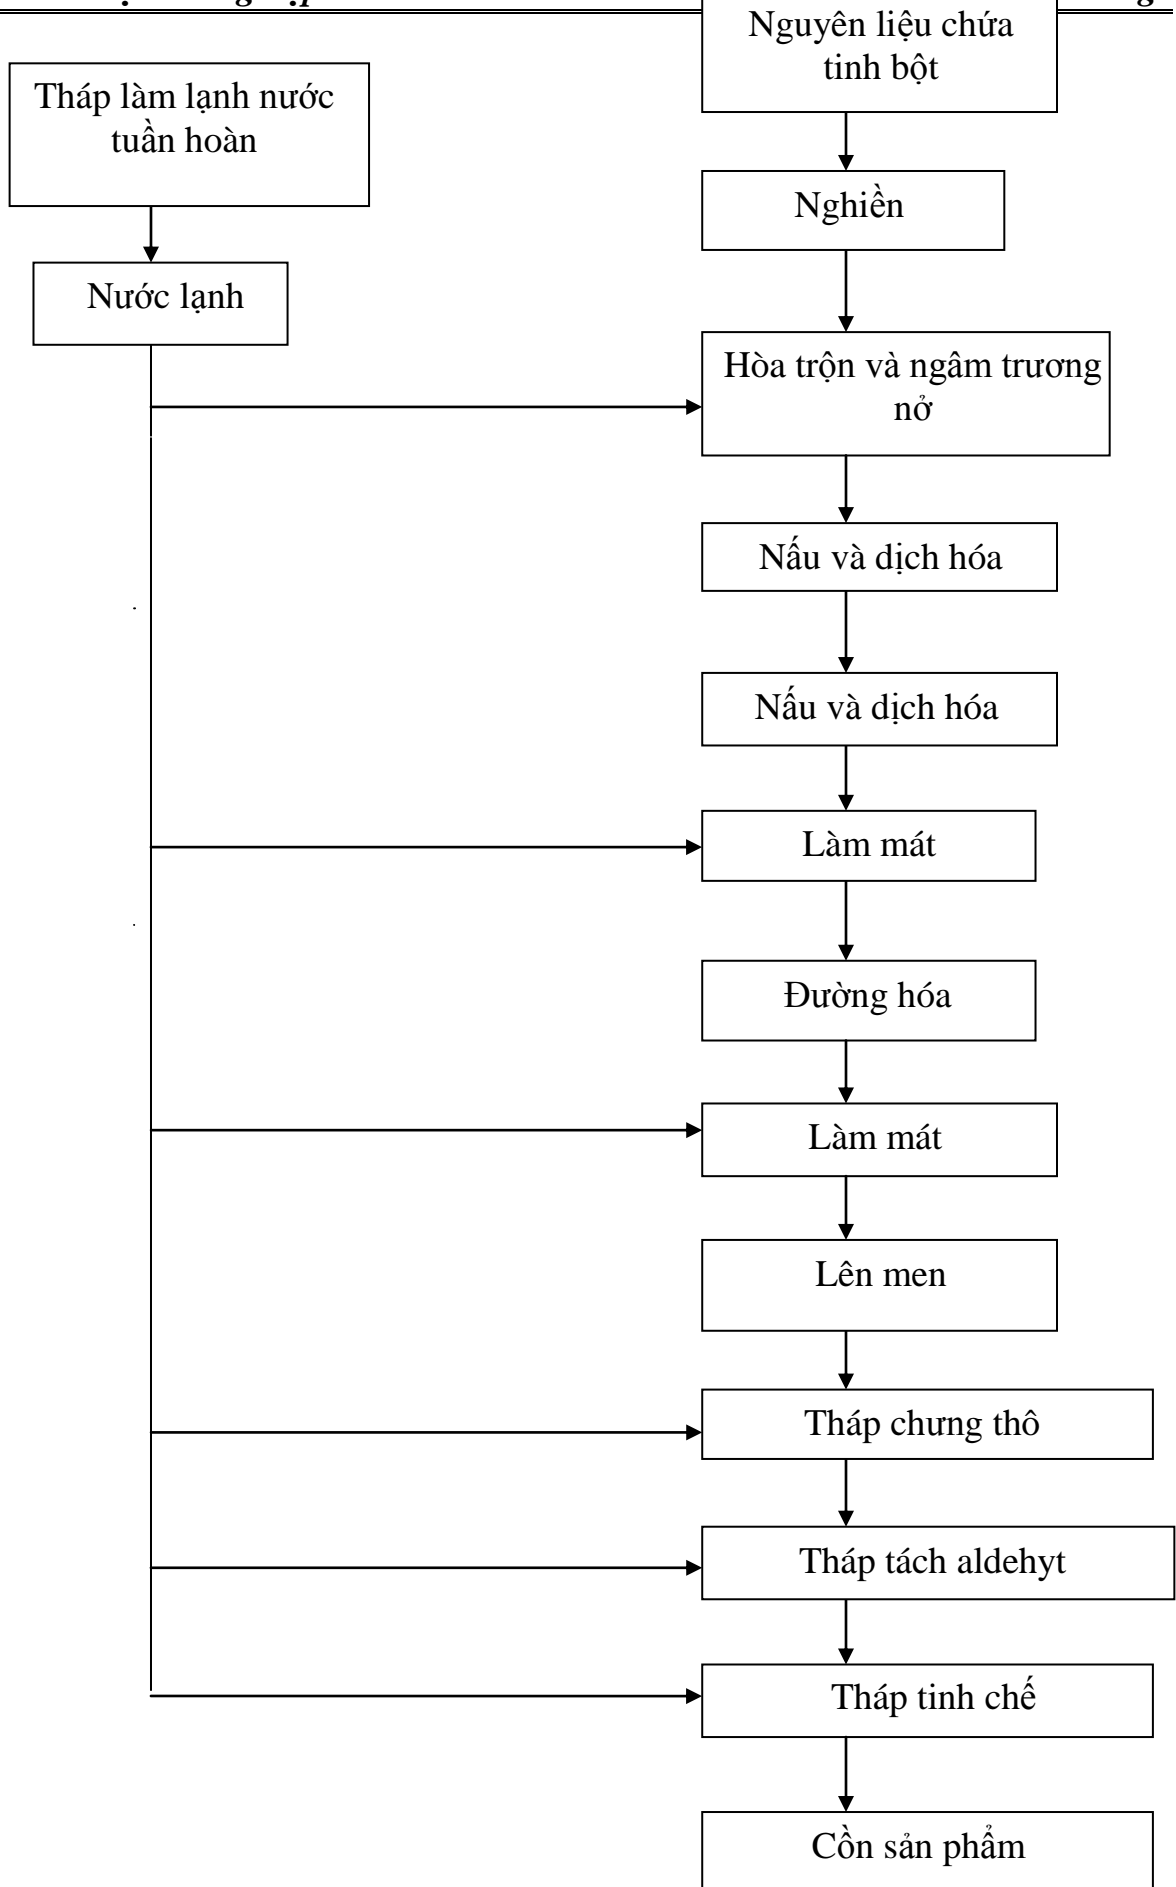 Nguyên liệu chứa
tinh bột
Tháp làm lạnh nước
tuần hoàn
Nghiền
Nước lạnh
Hòa trộn và ngâm trương
nở
Nấu và dịch hóa
Nấu và dịch hóa
Làm mát
Đường hóa
Làm mát
Lên men
Tháp chưng thô
Tháp tách aldehyt
Tháp tinh chế
Cồn sản phẩm